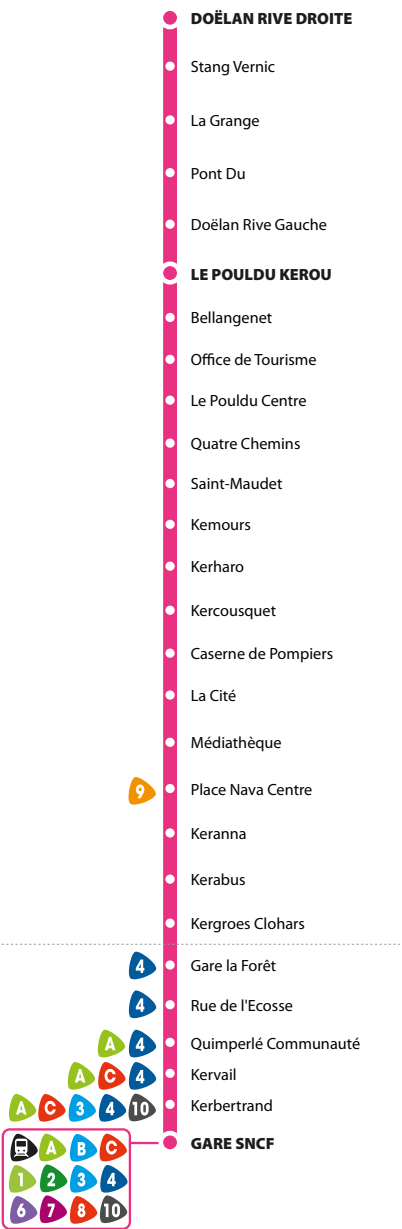 DOËLAN RIVE DROITE
Stang Vernic
La Grange
Pont Du
Doëlan Rive Gauche
LE POULDU KEROU
Bellangenet
Office de Tourisme
Le Pouldu Centre
Quatre Chemins
Saint-Maudet
Kemours
Kerharo
Kercousquet
Caserne de Pompiers
La Cité
Médiathèque
9 Place Nava Centre
Keranna
Kerabus
Kergroes Clohars
4 Gare la Forêt
4 Rue de l'Ecosse
A 4 Quimperlé Communauté
A C 4 Kervail
A C 3 4 10 Kerbertrand
A B C GARE SNCF
1 2 3 4
6 7 8 10